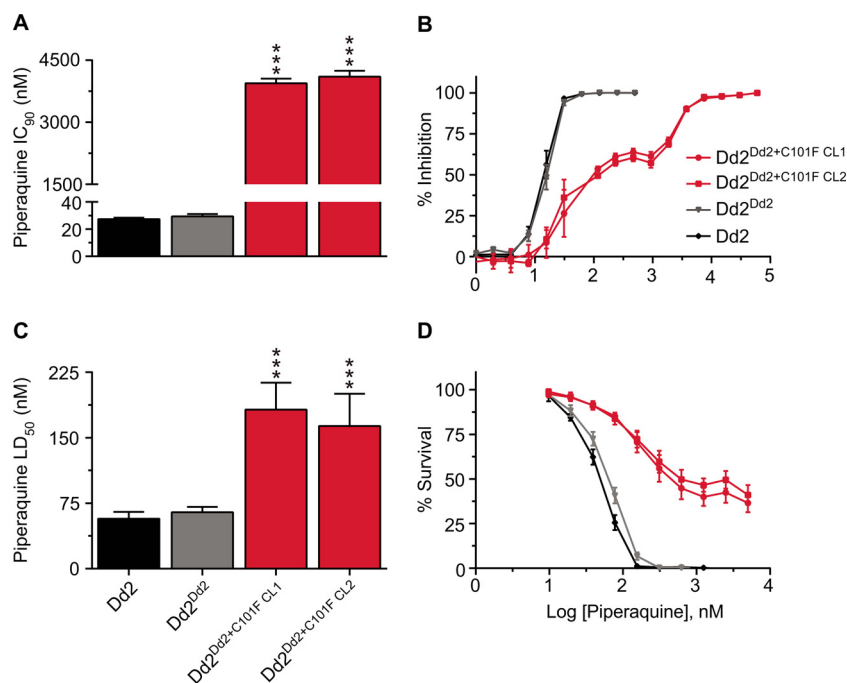 A
Piperaquine IC90 (nM)
4500
3000
1500
40
20
0
***
***
B
% Inhibition
100
75
50
25
0
0
1
2
3
4
5
Dd2Dd2+C101F CL1
Dd2Dd2+C101F CL2
Dd2Dd2
Dd2
C
Piperaquine LD50 (nM)
225
150
75
0
***
***
Dd2
Dd2Dd2
Dd2Dd2+C101F CL1
Dd2Dd2+C101F CL2
D
% Survival
100
75
50
25
0
0
1
2
3
4
Log [Piperaquine], nM